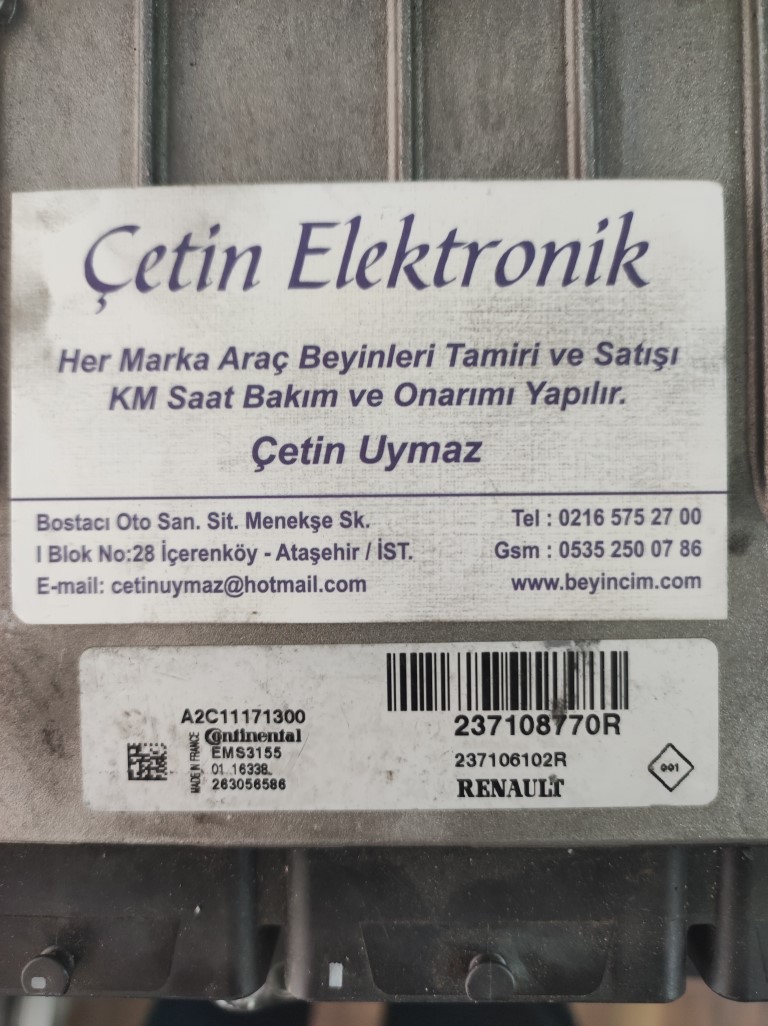 Çetin Elektronik
Her Marka Araç Beyinleri Tamiri ve Satışı
KM Saat Bakım ve Onarımı Yapılır.
Çetin Uymaz
Bostacı Oto San. Sit. Menekşe Sk.
I Blok No:28 İçerenköy - Ataşehir / İST.
E-mail: cetinuymaz@hotmail.com
Tel : 0216 575 27 00
Gsm : 0535 250 07 86
www.beyincim.com
A2C11171300
Continental
EMS3155
01 16338
263056586
MADE IN FRANCE
237108770R
237106102R
RENAULT
001